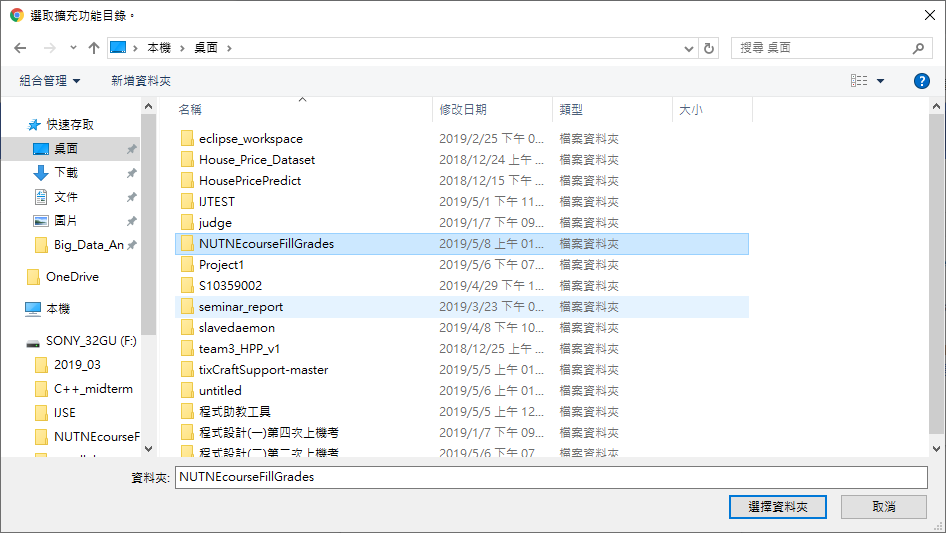 選取擴充功能目錄。
本機 桌面
搜尋 桌面
組合管理 新增資料夾
名稱 修改日期 類型 大小
快速存取
桌面
下載
文件
圖片
Big_Data_An
OneDrive
本機
SONY_32GU (F:)
2019_03
C++_midterm
IJSE
NUTNEcourseF
eclipse_workspace 2019/2/25 下午 0... 檔案資料夾
House_Price_Dataset 2018/12/24 上午 ... 檔案資料夾
HousePricePredict 2018/12/15 下午 ... 檔案資料夾
IJTEST 2019/5/1 下午 11... 檔案資料夾
judge 2019/1/7 下午 09... 檔案資料夾
NUTNEcourseFillGrades 2019/5/8 上午 01... 檔案資料夾
Project1 2019/5/6 下午 07... 檔案資料夾
S10359002 2019/4/29 下午 1... 檔案資料夾
seminar_report 2019/3/23 下午 0... 檔案資料夾
slavedaemon 2019/4/8 下午 10... 檔案資料夾
team3_HPP_v1 2018/12/25 上午 ... 檔案資料夾
tixCraftSupport-master 2019/5/5 上午 01... 檔案資料夾
untitled 2019/5/6 上午 01... 檔案資料夾
程式助教工具 2019/5/5 上午 12... 檔案資料夾
程式設計(一)第四次上機考 2019/1/7 下午 09... 檔案資料夾
程式設計(二)第二次上機考 2019/5/6 下午 07... 檔案資料夾
資料夾: NUTNEcourseFillGrades
選擇資料夾 取消